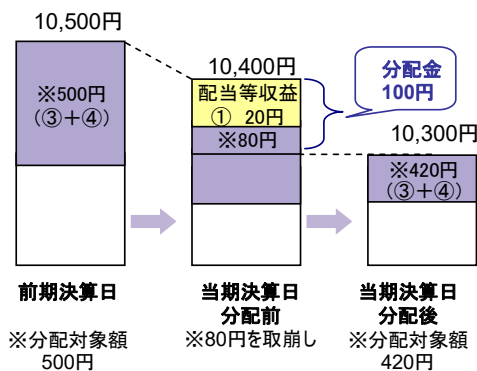 10,500円
※500円
(③+④)
前期決算日
※分配対象額
500円
10,400円
配当等収益
① 20円
※80円
当期決算日
分配前
※80円を取崩し
分配金
100円
10,300円
※420円
(③+④)
当期決算日
分配後
※分配対象額
420円